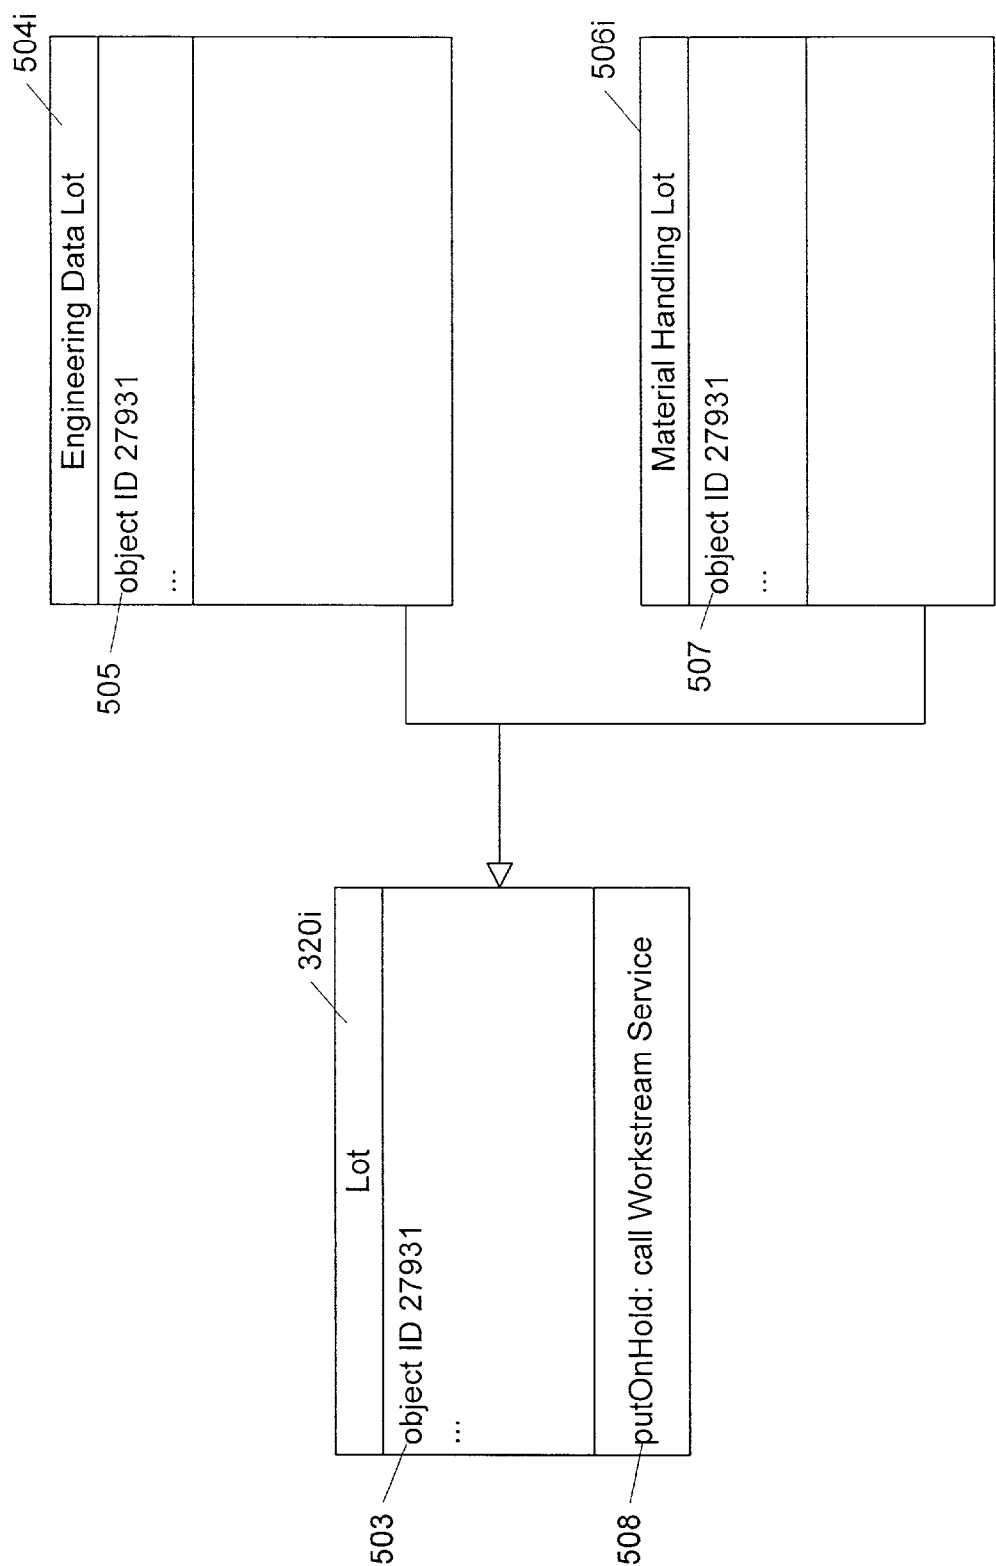 320i
Lot
503
object ID 27931
...
508
putOnHold: call Workstream Service
504i
Engineering Data Lot
505
object ID 27931
...
506i
Material Handling Lot
507
object ID 27931
...